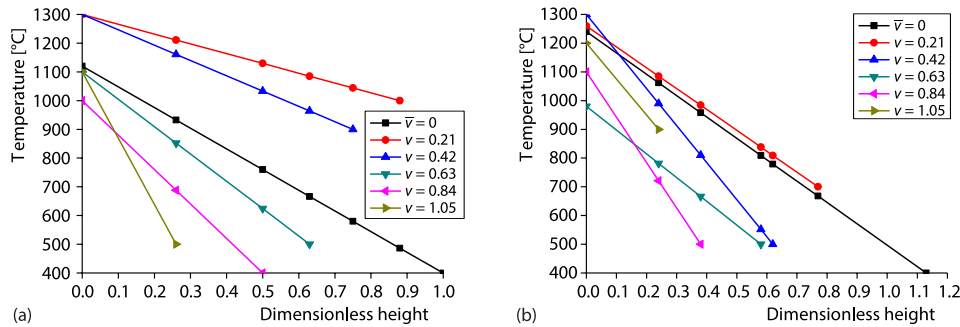 Temperature [°C]
1300
1200
1100
1000
900
800
700
600
500
400
0.0 0.1 0.2 0.3 0.4 0.5 0.6 0.7 0.8 0.9 1.0
v̅ = 0
v = 0.21
v = 0.42
v = 0.63
v = 0.84
v = 1.05
(a) Dimensionless height
Temperature [°C]
1300
1200
1100
1000
900
800
700
600
500
400
0.0 0.1 0.2 0.3 0.4 0.5 0.6 0.7 0.8 0.9 1.0 1.1 1.2
v̅ = 0
v = 0.21
v = 0.42
v = 0.63
v = 0.84
v = 1.05
(b) Dimensionless height